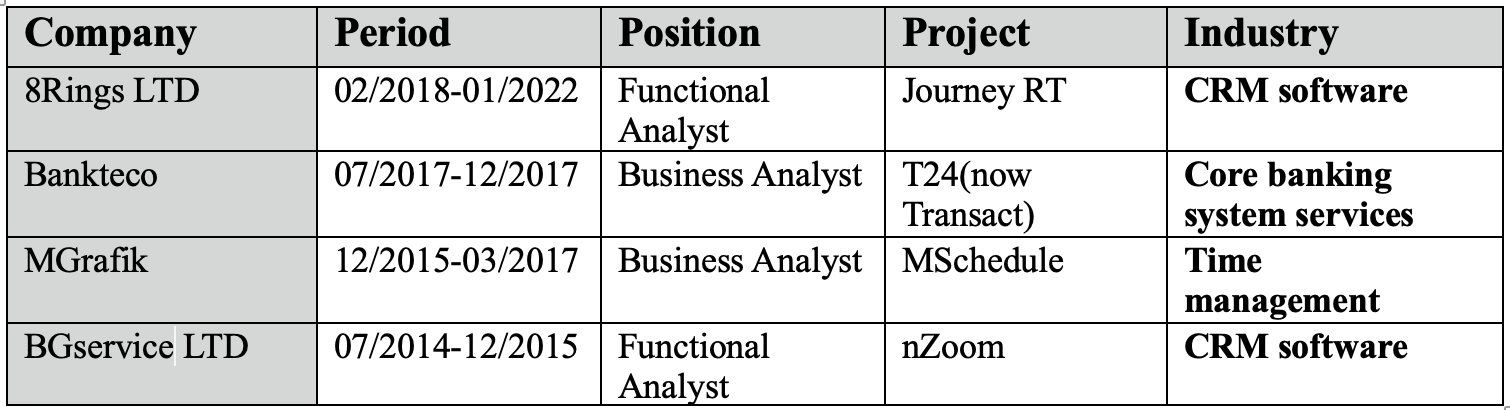 Company Period Position Project Industry
8Rings LTD 02/2018-01/2022 Functional Journey RT CRM software
Analyst
Bankteco 07/2017-12/2017 Business Analyst T24(now Core banking
Transact) system services
MGrafik 12/2015-03/2017 Business Analyst MSchedule Time
management
BGservice LTD 07/2014-12/2015 Functional nZoom CRM software
Analyst